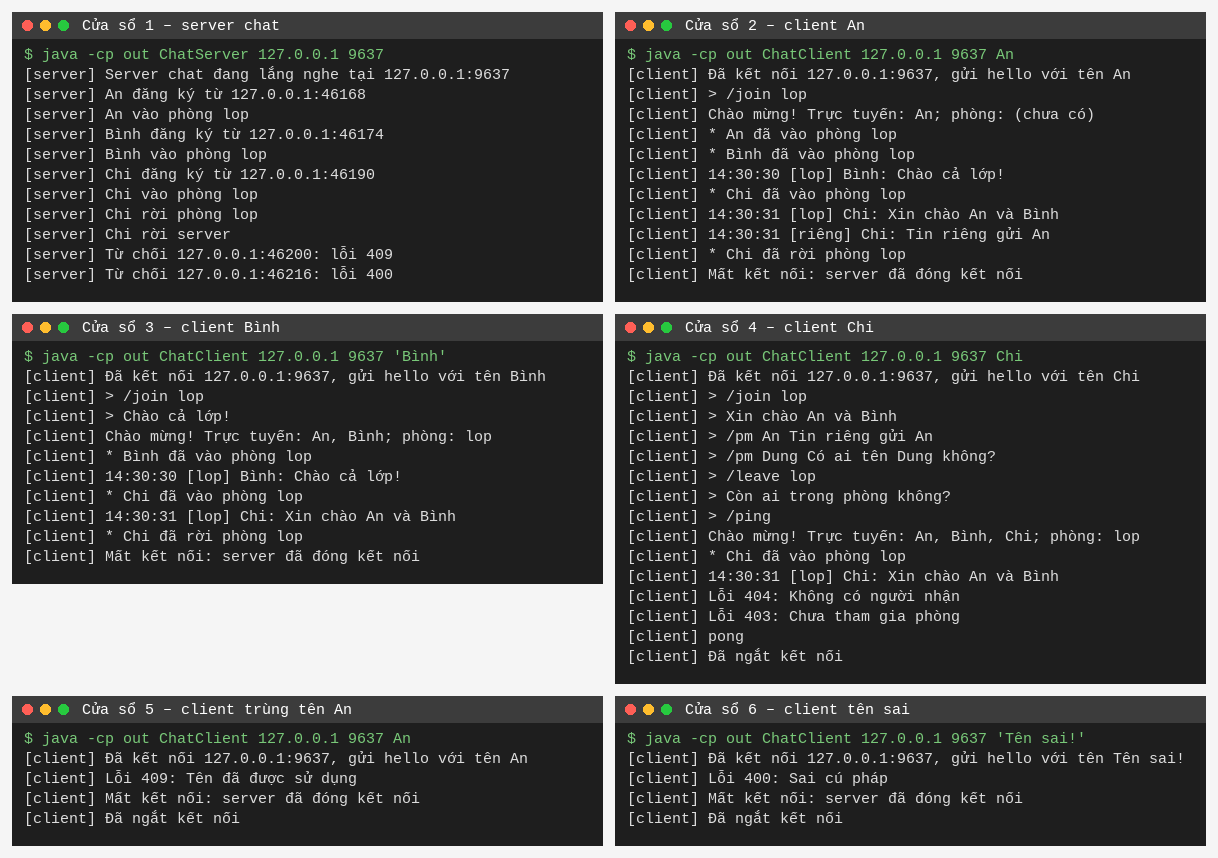 Cửa sổ 1 – server chat
$ java -cp out ChatServer 127.0.0.1 9637
[server] Server chat đang lắng nghe tại 127.0.0.1:9637
[server] An đăng ký từ 127.0.0.1:46168
[server] An vào phòng lop
[server] Bình đăng ký từ 127.0.0.1:46174
[server] Bình vào phòng lop
[server] Chi đăng ký từ 127.0.0.1:46190
[server] Chi vào phòng lop
[server] Chi rời phòng lop
[server] Chi rời server
[server] Từ chối 127.0.0.1:46200: lỗi 409
[server] Từ chối 127.0.0.1:46216: lỗi 400
Cửa sổ 2 – client An
$ java -cp out ChatClient 127.0.0.1 9637 An
[client] Đã kết nối 127.0.0.1:9637, gửi hello với tên An
[client] > /join lop
[client] Chào mừng! Trực tuyến: An; phòng: (chưa có)
[client] * An đã vào phòng lop
[client] * Bình đã vào phòng lop
[client] 14:30:30 [lop] Bình: Chào cả lớp!
[client] * Chi đã vào phòng lop
[client] 14:30:31 [lop] Chi: Xin chào An và Bình
[client] 14:30:31 [riêng] Chi: Tin riêng gửi An
[client] * Chi đã rời phòng lop
[client] Mất kết nối: server đã đóng kết nối
Cửa sổ 3 – client Bình
$ java -cp out ChatClient 127.0.0.1 9637 'Bình'
[client] Đã kết nối 127.0.0.1:9637, gửi hello với tên Bình
[client] > /join lop
[client] > Chào cả lớp!
[client] Chào mừng! Trực tuyến: An, Bình; phòng: lop
[client] * Bình đã vào phòng lop
[client] 14:30:30 [lop] Bình: Chào cả lớp!
[client] * Chi đã vào phòng lop
[client] 14:30:31 [lop] Chi: Xin chào An và Bình
[client] * Chi đã rời phòng lop
[client] Mất kết nối: server đã đóng kết nối
Cửa sổ 4 – client Chi
$ java -cp out ChatClient 127.0.0.1 9637 Chi
[client] Đã kết nối 127.0.0.1:9637, gửi hello với tên Chi
[client] > /join lop
[client] > Xin chào An và Bình
[client] > /pm An Tin riêng gửi An
[client] > /pm Dung Có ai tên Dung không?
[client] > /leave lop
[client] > Còn ai trong phòng không?
[client] > /ping
[client] Chào mừng! Trực tuyến: An, Bình, Chi; phòng: lop
[client] * Chi đã vào phòng lop
[client] 14:30:31 [lop] Chi: Xin chào An và Bình
[client] Lỗi 404: Không có người nhận
[client] Lỗi 403: Chưa tham gia phòng
[client] pong
[client] Đã ngắt kết nối
Cửa sổ 5 – client trùng tên An
$ java -cp out ChatClient 127.0.0.1 9637 An
[client] Đã kết nối 127.0.0.1:9637, gửi hello với tên An
[client] Lỗi 409: Tên đã được sử dụng
[client] Mất kết nối: server đã đóng kết nối
[client] Đã ngắt kết nối
Cửa sổ 6 – client tên sai
$ java -cp out ChatClient 127.0.0.1 9637 'Tên sai!'
[client] Đã kết nối 127.0.0.1:9637, gửi hello với tên Tên sai!
[client] Lỗi 400: Sai cú pháp
[client] Mất kết nối: server đã đóng kết nối
[client] Đã ngắt kết nối